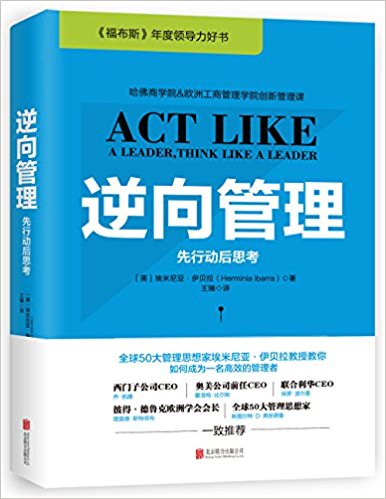 《福布斯》年度领导力好书
哈佛商学院&欧洲工商管理学院创新管理课
ACT LIKE
A LEADER,THINK LIKE A LEADER
逆向管理
先行动后思考
［美］埃米尼亚·伊贝拉（Herminia Ibarra）◎著
王臻◎译
全球50大管理思想家埃米尼亚·伊贝拉教授教你
如何成为一名高效的管理者
西门子公司CEO 奥美公司前任CEO 联合利华CEO
夏洛特·比尔斯
彼得·德鲁克欧洲学会会长 全球50大管理思想家
一致推荐
北京联合出版公司
逆向管理
先行动后思考